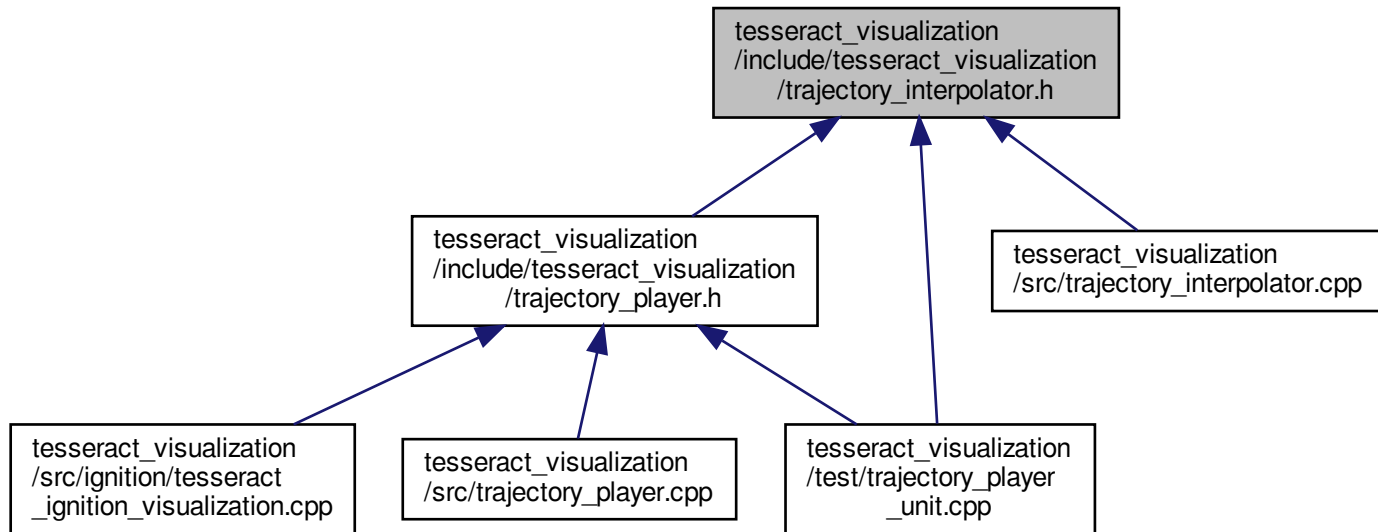 tesseract_visualization
/include/tesseract_visualization
/trajectory_interpolator.h
tesseract_visualization
/include/tesseract_visualization
/trajectory_player.h
tesseract_visualization
/src/trajectory_interpolator.cpp
tesseract_visualization
/src/ignition/tesseract
_ignition_visualization.cpp
tesseract_visualization
/src/trajectory_player.cpp
tesseract_visualization
/test/trajectory_player
_unit.cpp